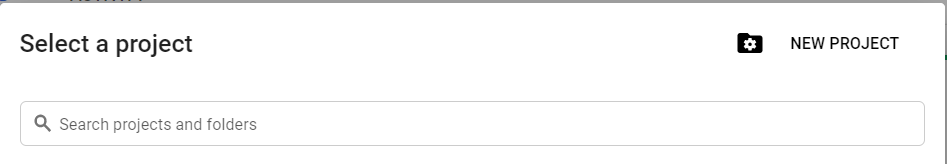 Select a project
NEW PROJECT
Search projects and folders